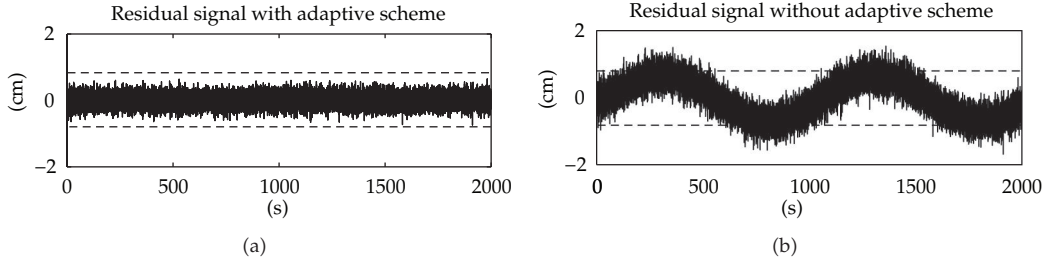 Residual signal with adaptive scheme
2
0
−2
(cm)
0 500 1000 1500 2000
(s)
(a)
Residual signal without adaptive scheme
2
0
−2
(cm)
0 500 1000 1500 2000
(s)
(b)